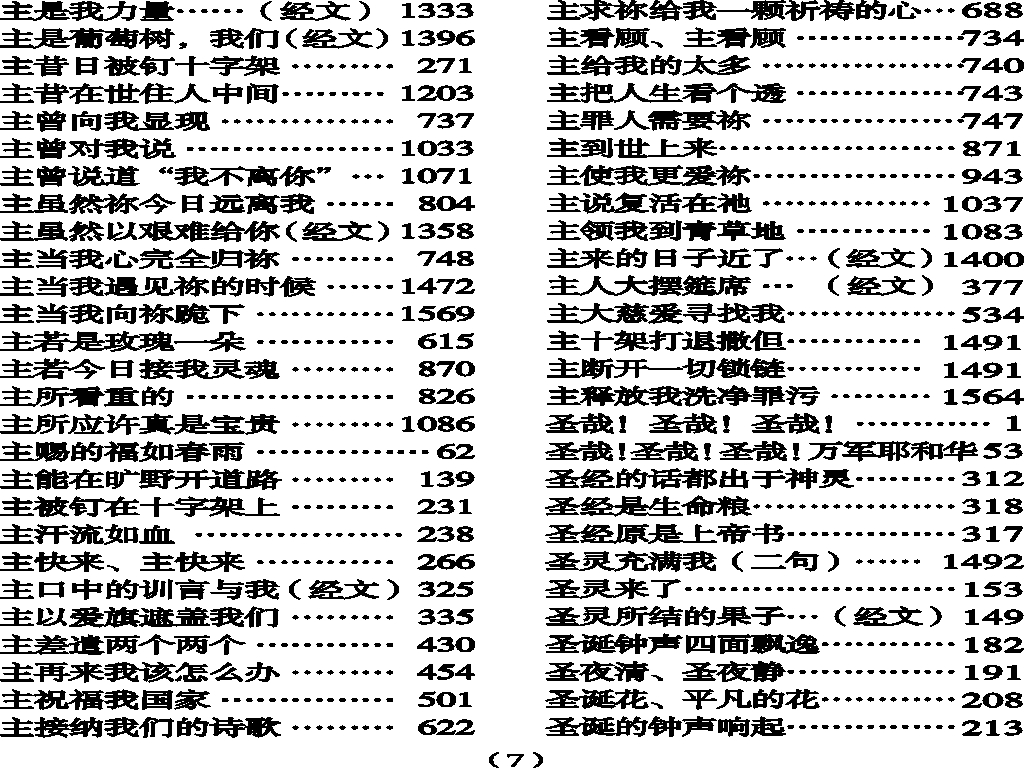 主是我力量……（经文） 1333
主是葡萄树，我们（经文）1396
主昔日被钉十字架 ……… 271
主昔在世住人中间……… 1203
主曾向我显现 …………… 737
主曾对我说 ………………1033
主曾说道“我不离你” … 1071
主虽然祢今日远离我 …… 804
主虽然以艰难给你（经文）1358
主当我心完全归祢 ……… 748
主当我遇见祢的时候 ……1472
主当我向祢跪下 …………1569
主若是玫瑰一朵 ………… 615
主若今日接我灵魂 ……… 870
主所看重的 ……………… 826
主所应许真是宝贵 ………1086
主赐的福如春雨 ……………62
主能在旷野开道路 ……… 139
主被钉在十字架上 ……… 231
主汗流如血 ……………… 238
主快来、主快来 ………… 266
主口中的训言与我（经文）325
主以爱旗遮盖我们 ……… 335
主差遣两个两个 ………… 430
主再来我该怎么办 ……… 454
主祝福我国家 …………… 501
主接纳我们的诗歌 ……… 622
主求祢给我一颗祈祷的心…688
主看顾、主看顾 ……………734
主给我的太多 ………………740
主把人生看个透 ……………743
主罪人需要祢 ………………747
主到世上来…………………871
主使我更爱祢………………943
主说复活在祂 …………… 1037
主领我到青草地 ………… 1083
主来的日子近了…（经文）1400
主人大摆筵席 … （经文） 377
主大慈爱寻找我……………534
主十架打退撒但………… 1491
主断开一切锁链………… 1491
主释放我洗净罪污 ……… 1564
圣哉！圣哉！圣哉！ ………… 1
圣哉！圣哉！圣哉！万军耶和华53
圣经的话都出于神灵………312
圣经是生命粮………………318
圣经原是上帝书……………317
圣灵充满我（二句）…… 1492
圣灵来了……………………153
圣灵所结的果子…（经文）149
圣诞钟声四面飘逸…………182
圣夜清、圣夜静……………191
圣诞花、平凡的花…………208
圣诞的钟声响起……………213
（7）